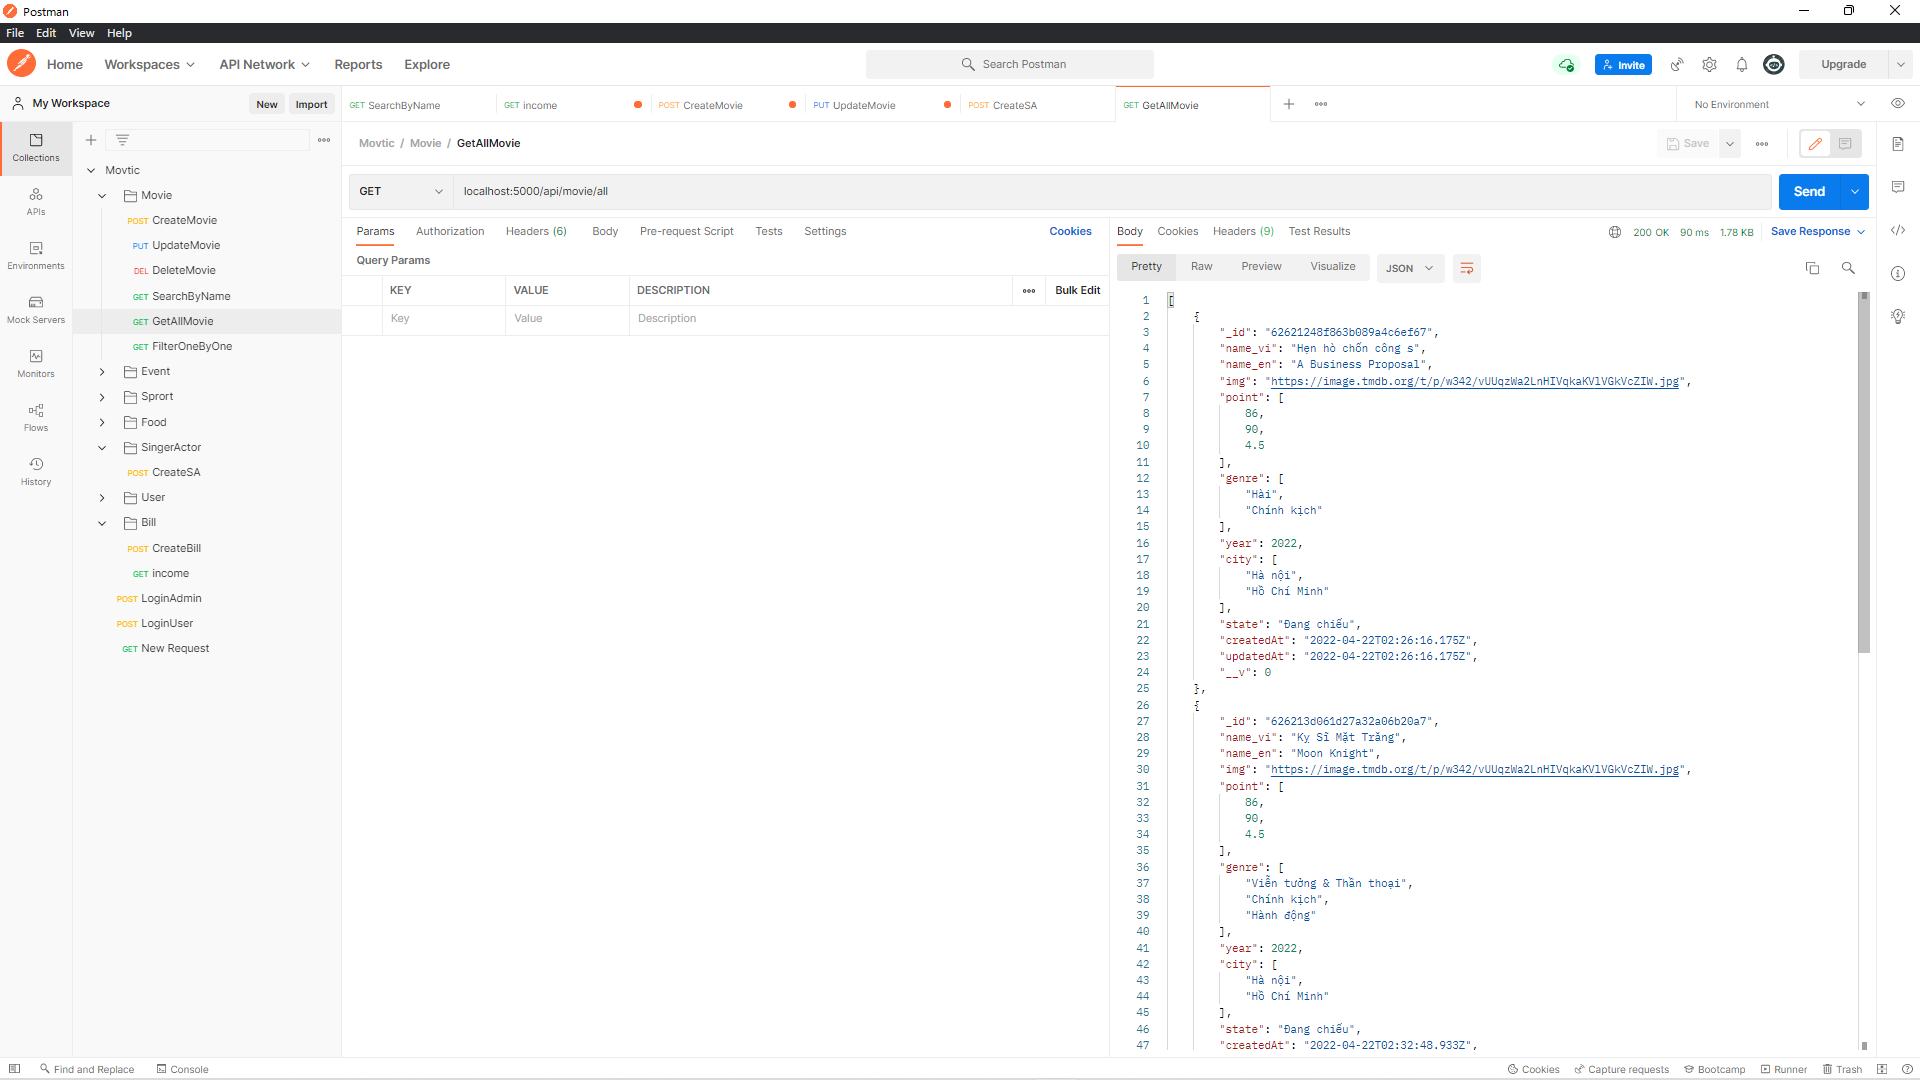 Postman
File Edit View Help
Home Workspaces API Network Reports Explore Search Postman Invite Upgrade
My Workspace New Import
GET SearchByName GET income POST CreateMovie PUT UpdateMovie POST CreateSA GET GetAllMovie No Environment
Collections
APIs
Environments
Mock Servers
Monitors
Flows
History
Movtic
Movie
POST CreateMovie
PUT UpdateMovie
DEL DeleteMovie
GET SearchByName
GET GetAllMovie
GET FilterOneByOne
Event
Sprort
Food
SingerActor
POST CreateSA
User
Bill
POST CreateBill
GET income
POST LoginAdmin
POST LoginUser
GET New Request
Movtic / Movie / GetAllMovie Save
GET localhost:5000/api/movie/all Send
Params Authorization Headers (6) Body Pre-request Script Tests Settings Cookies
Query Params
KEY VALUE DESCRIPTION Bulk Edit
Key Value Description
Body Cookies Headers (9) Test Results 200 OK 90 ms 1.78 KB Save Response
Pretty Raw Preview Visualize JSON
1 [
2 {
3 "_id": "62621248f863b089a4c6ef67",
4 "name_vi": "Hẹn hò chốn công s",
5 "name_en": "A Business Proposal",
6 "img": "https://image.tmdb.org/t/p/w342/vUUqzWa2LnHIVqkaKVlVGkVcZIW.jpg",
7 "point": [
8 86,
9 90,
10 4.5
11 ],
12 "genre": [
13 "Hài",
14 "Chính kịch"
15 ],
16 "year": 2022,
17 "city": [
18 "Hà nội",
19 "Hồ Chí Minh"
20 ],
21 "state": "Đang chiếu",
22 "createdAt": "2022-04-22T02:26:16.175Z",
23 "updatedAt": "2022-04-22T02:26:16.175Z",
24 "__v": 0
25 },
26 {
27 "_id": "626213d061d27a32a06b20a7",
28 "name_vi": "Kỵ Sĩ Mặt Trăng",
29 "name_en": "Moon Knight",
30 "img": "https://image.tmdb.org/t/p/w342/vUUqzWa2LnHIVqkaKVlVGkVcZIW.jpg",
31 "point": [
32 86,
33 90,
34 4.5
35 ],
36 "genre": [
37 "Viễn tưởng & Thần thoại",
38 "Chính kịch",
39 "Hành động"
40 ],
41 "year": 2022,
42 "city": [
43 "Hà nội",
44 "Hồ Chí Minh"
45 ],
46 "state": "Đang chiếu",
47 "createdAt": "2022-04-22T02:32:48.933Z",
Find and Replace Console Cookies Capture requests Bootcamp Runner Trash